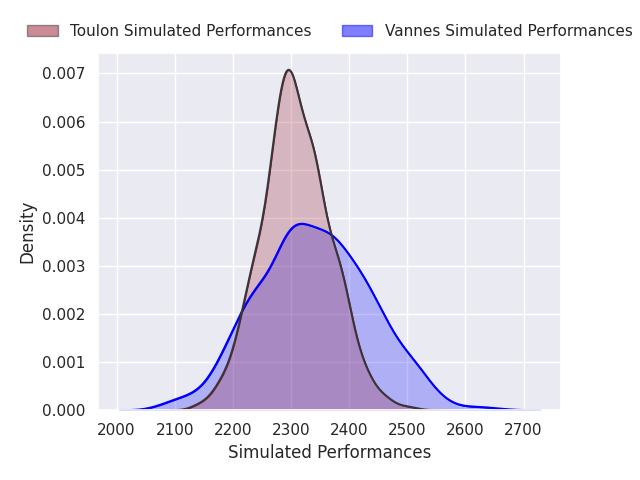 Toulon Simulated Performances
Vannes Simulated Performances
0.007
0.006
0.005
0.004
0.003
0.002
0.001
0.000
Density
2000 2100 2200 2300 2400 2500 2600 2700
Simulated Performances